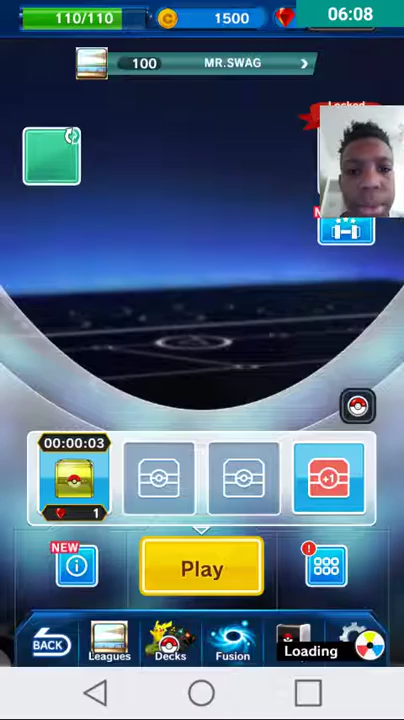 110/110
1500
06:08
100
MR.SWAG
Locked
00:00:03
+1
1
NEW
Play
BACK
Leagues
Decks
Fusion
Loading